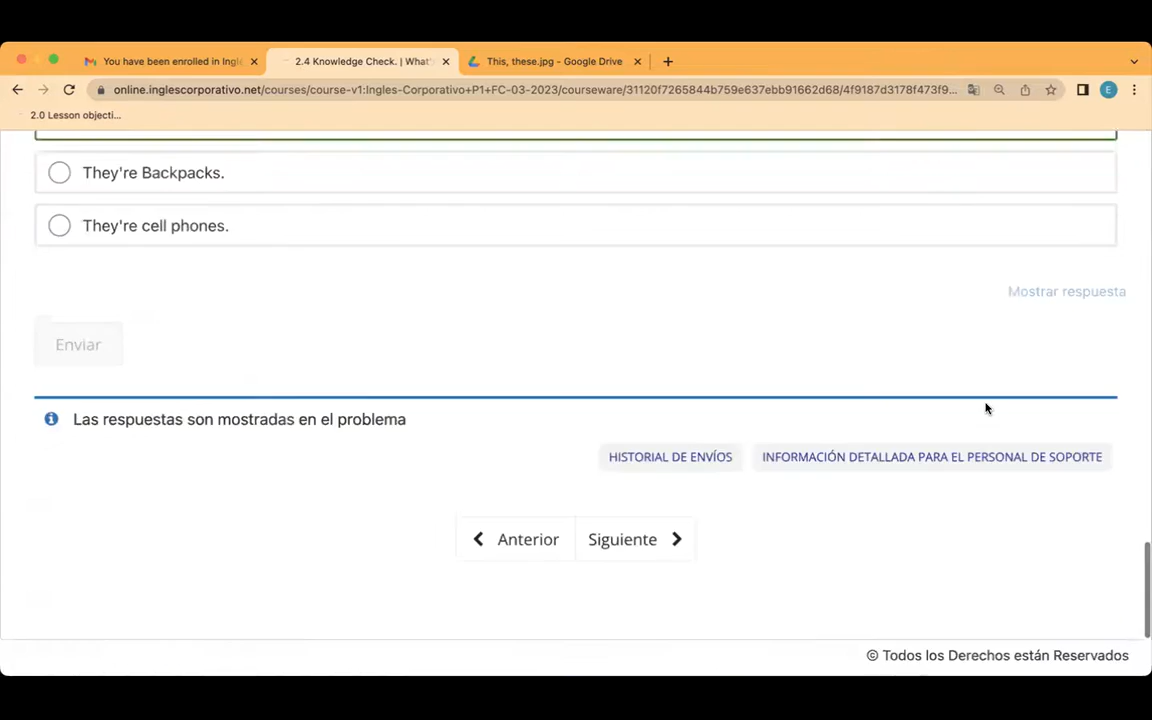 You have been enrolled in Ingl
2.4 Knowledge Check. | What'
This, these.jpg - Google Drive
online.inglescorporativo.net/courses/course-v1:Ingles-Corporativo+P1+FC-03-2023/courseware/31120f7265844b759e637ebb91662d68/4f9187d3178f473f9...
E
2.0 Lesson objecti...
They're Backpacks.
They're cell phones.
Mostrar respuesta
Enviar
Las respuestas son mostradas en el problema
HISTORIAL DE ENVÍOS
INFORMACIÓN DETALLADA PARA EL PERSONAL DE SOPORTE
Anterior
Siguiente
© Todos los Derechos están Reservados